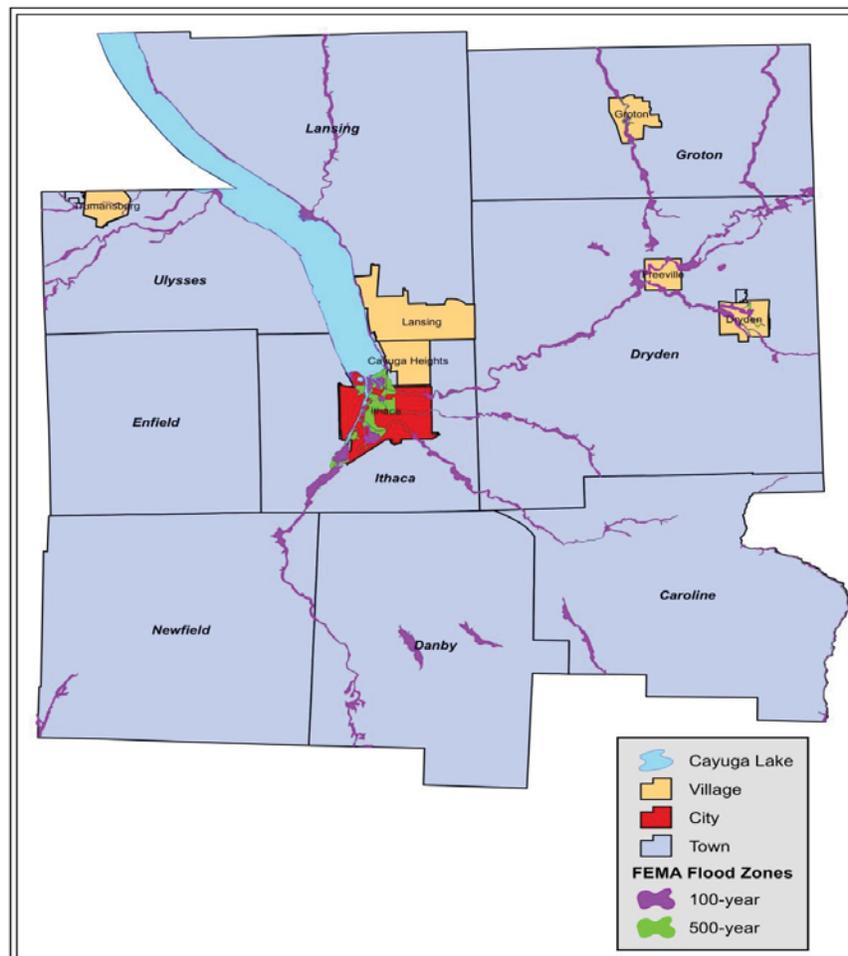 Lansing
Groton
Groton
Trumansburg
Ulysses
Freeville
Dryden
Lansing
Dryden
Cayuga Heights
Ithaca
Enfield
Ithaca
Caroline
Newfield
Danby
Cayuga Lake
Village
City
Town
FEMA Flood Zones
100-year
500-year